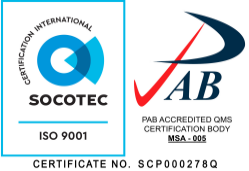 CERTIFICATION INTERNATIONAL
SOCOTEC
ISO 9001
PAB
PAB ACCREDITED QMS
CERTIFICATION BODY
MSA - 005
CERTIFICATE NO. SCP000278Q